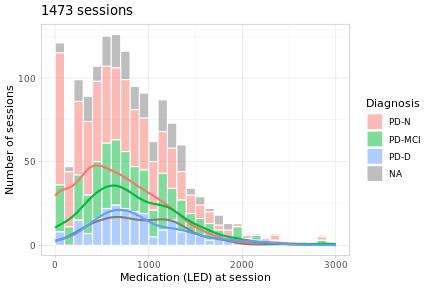 1473 sessions
Number of sessions
100
50
0
0
1000
2000
3000
Medication (LED) at session
Diagnosis
PD-N
PD-MCI
PD-D
NA